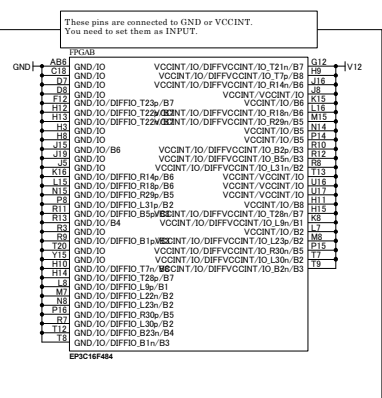 These pins are connected to GND or VCCINT.
You need to set them as INPUT.
FPGAB
GND AB6 GND/IO VCCINT/IO/DIFFVCCINT/IO_T21n/B7 G12 V12
C18 GND/IO VCCINT/IO/DIFFVCCINT/IO_T7p/B8 H9
D7 GND/IO VCCINT/IO/DIFFVCCINT/IO_R14n/B6 J16
D8 GND/IO VCCINT/VCCINT/IO J8
F12 GND/IO/DIFFIO_T23p/B7 VCCINT/IO/B6 K15
H12 GND/IO/DIFFIO_T22p/B7 VCCINT/IO/DIFFVCCINT/IO_R18n/B6 L16
H13 GND/IO/DIFFIO_T22n/B7 VCCINT/IO/DIFFVCCINT/IO_R29n/B5 M15
H3 GND/IO VCCINT/IO/B5 N14
H8 GND/IO VCCINT/IO/B5 P14
J15 GND/IO/B6 VCCINT/IO/DIFFVCCINT/IO_B2p/B3 R10
J19 GND/IO VCCINT/IO/DIFFVCCINT/IO_B5n/B3 R12
J5 GND/IO VCCINT/IO/DIFFVCCINT/IO_L31n/B2 R8
K16 GND/IO/DIFFIO_R14p/B6 VCCINT/VCCINT/IO T13
L15 GND/IO/DIFFIO_R18p/B6 VCCINT/VCCINT/IO U16
N15 GND/IO/DIFFIO_R29p/B5 VCCINT/VCCINT/IO U17
P8 GND/IO/DIFFIO_L31p/B2 VCCINT/IO/B8 H11
R11 GND/IO/DIFFIO_B5p/B3 VCCINT/IO/DIFFVCCINT/IO_T28n/B7 H15
R13 GND/IO/B4 VCCINT/IO/DIFFVCCINT/IO_L9n/B1 K8
R3 GND/IO VCCINT/IO/B2 L7
R9 GND/IO/DIFFIO_B1p/B3 VCCINT/IO/DIFFVCCINT/IO_L23p/B2 M8
T20 GND/IO VCCINT/IO/DIFFVCCINT/IO_R30n/B5 P15
Y15 GND/IO VCCINT/IO/DIFFVCCINT/IO_L30n/B2 T7
H10 GND/IO/DIFFIO_T7n/B8 VCCINT/IO/DIFFVCCINT/IO_B2n/B3 T9
H14 GND/IO/DIFFIO_T28p/B7
L8 GND/IO/DIFFIO_L9p/B1
M7 GND/IO/DIFFIO_L22n/B2
N8 GND/IO/DIFFIO_L23n/B2
P16 GND/IO/DIFFIO_R30p/B5
R7 GND/IO/DIFFIO_L30p/B2
T12 GND/IO/DIFFIO_B23n/B4
T8 GND/IO/DIFFIO_B1n/B3
EP3C16F484